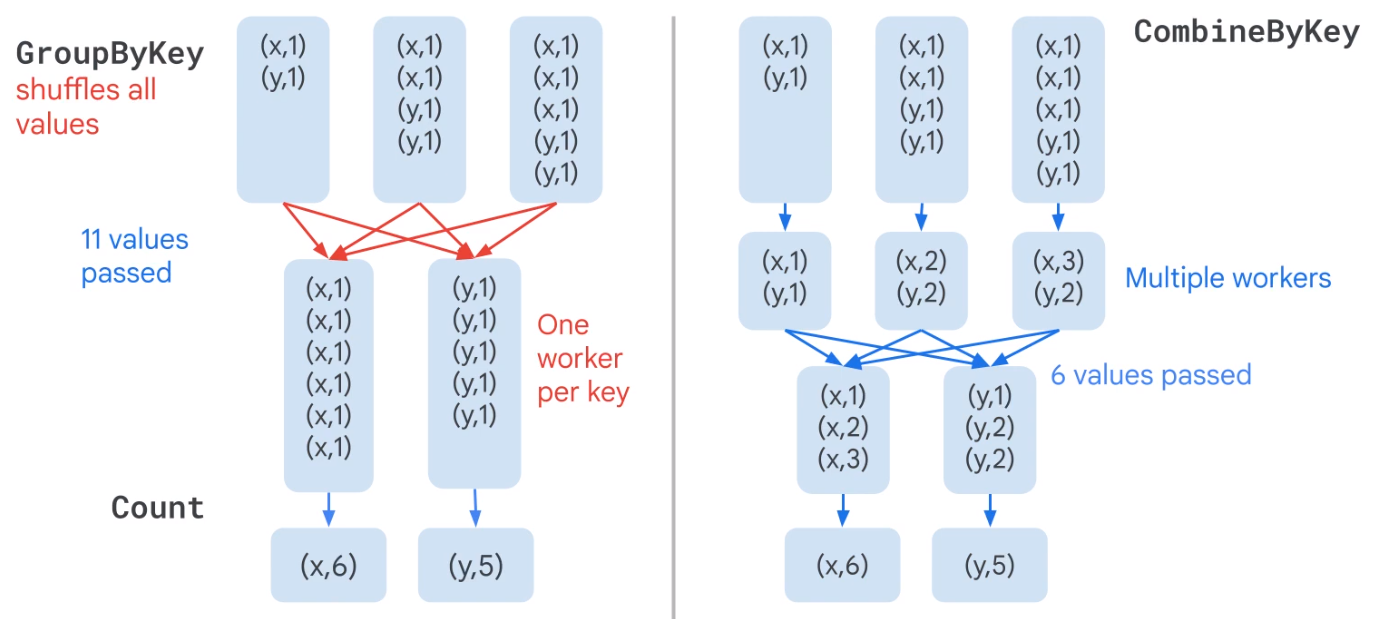 GroupByKey
shuffles all
values
(x,1)
(y,1)
(x,1)
(x,1)
(y,1)
(y,1)
(x,1)
(x,1)
(x,1)
(y,1)
(y,1)
11 values
passed
(x,1)
(x,1)
(x,1)
(x,1)
(x,1)
(x,1)
(y,1)
(y,1)
(y,1)
(y,1)
(y,1)
One
worker
per key
Count
(x,6)
(y,5)
CombineByKey
(x,1)
(y,1)
(x,1)
(x,1)
(y,1)
(y,1)
(x,1)
(x,1)
(x,1)
(y,1)
(y,1)
(x,1)
(y,1)
(x,2)
(y,2)
(x,3)
(y,2)
Multiple workers
6 values passed
(x,1)
(x,2)
(x,3)
(y,1)
(y,2)
(y,2)
(x,6)
(y,5)